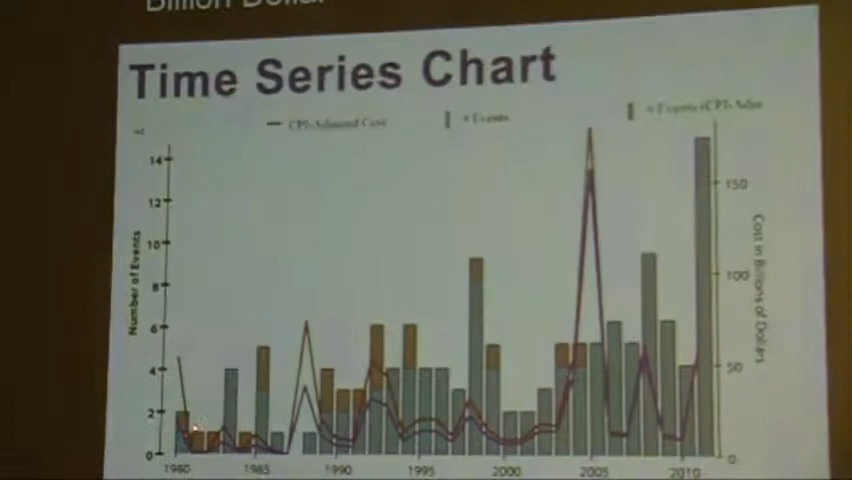 Billion Dollar
Time Series Chart
CPI-Adjusted Cost
# Events
# Events (CPI-Adju
Number of Events
14
12
10
8
6
4
2
0
150
100
50
0
Cost in Billions of Dollars
1980
1985
1990
1995
2000
2005
2010